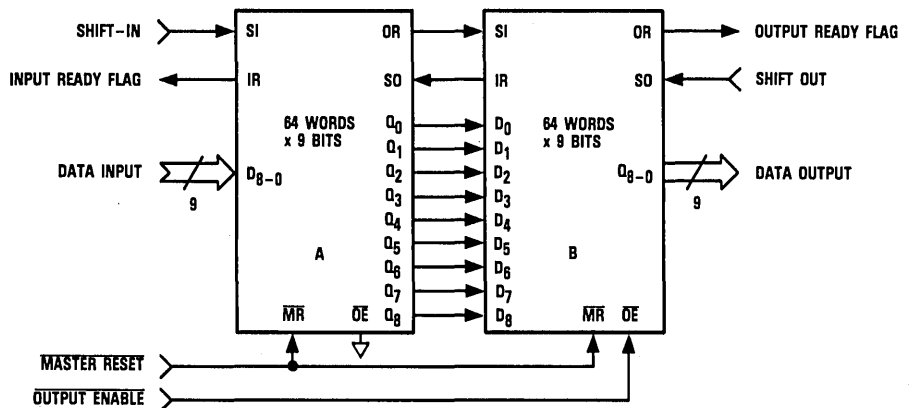 SHIFT-IN SI OR SI OR OUTPUT READY FLAG
INPUT READY FLAG IR SO IR SO SHIFT OUT
64 WORDS
x 9 BITS
64 WORDS
x 9 BITS
Q0 D0
Q1 D1
DATA INPUT D8-0 Q2 D2 Q8-0 DATA OUTPUT
9 Q3 D3 9
Q4 D4
Q5 D5
A Q6 D6 B
Q7 D7
MR OE Q8 D8 MR OE
MASTER RESET
OUTPUT ENABLE